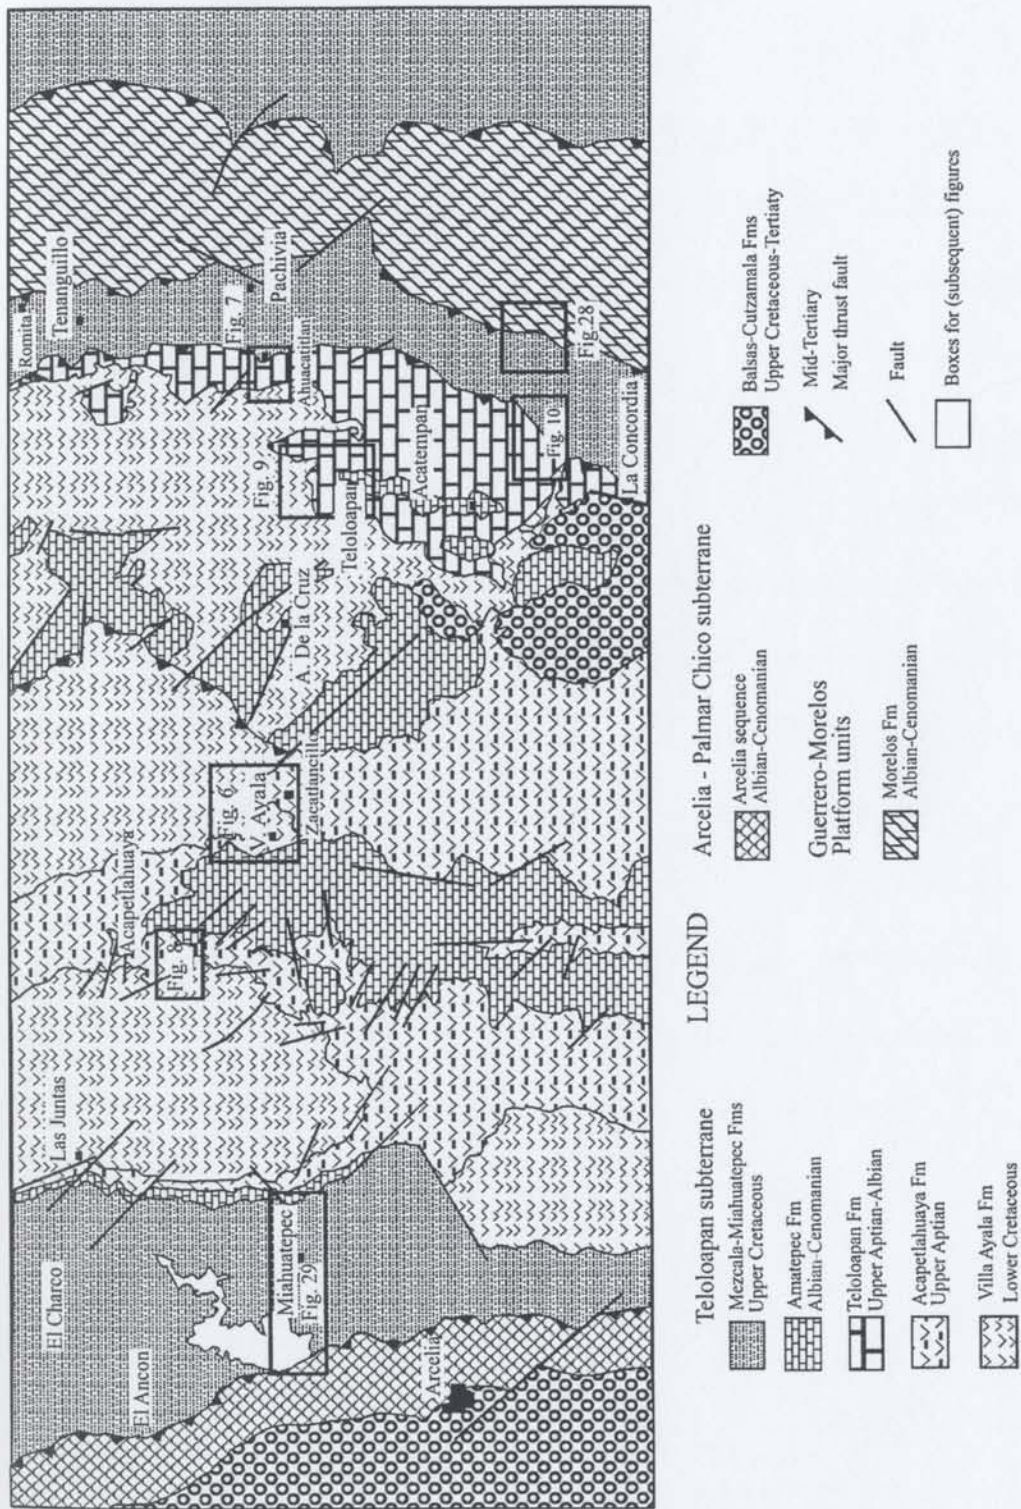 El Charco
Las Juntas
Acapetlahuaya
Romita
Tenanguillo
El Ancon
Fig. 8
Fig. 6
V. Ayala
Fig. 9
Fig. 7
Pachivia
Ahuacatitlan
Miahuatepec
Fig. 29
Zacatlancillo
A. De la Cruz
Teloloapan
Acatempan
Arcelia
Fig. 10
Fig.28
La Concordia
LEGEND
Teloloapan subterrane
Mezcala-Miahuatepec Fms
Upper Cretaceous
Amatepec Fm
Albian-Cenomanian
Teloloapan Fm
Upper Aptian-Albian
Acapetlahuaya Fm
Upper Aptian
Villa Ayala Fm
Lower Cretaceous
Arcelia - Palmar Chico subterrane
Arcelia sequence
Albian-Cenomanian
Guerrero-Morelos
Platform units
Morelos Fm
Albian-Cenomanian
Balsas-Cutzamala Fms
Upper Cretaceous-Tertiary
Mid-Tertiary
Major thrust fault
Fault
Boxes for (subsequent) figures